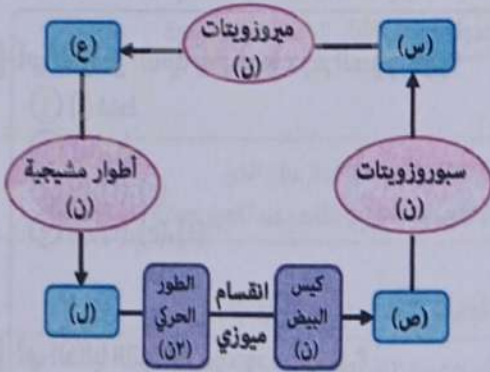 (س)
ميروزويتات
(ن)
(ع)
سبوروزويتات
(ن)
أطوار مشيجية
(ن)
(ص)
كيس
البيض
(ن)
انقسام
ميوزي
الطور
الحركي
(٢ن)
(ل)